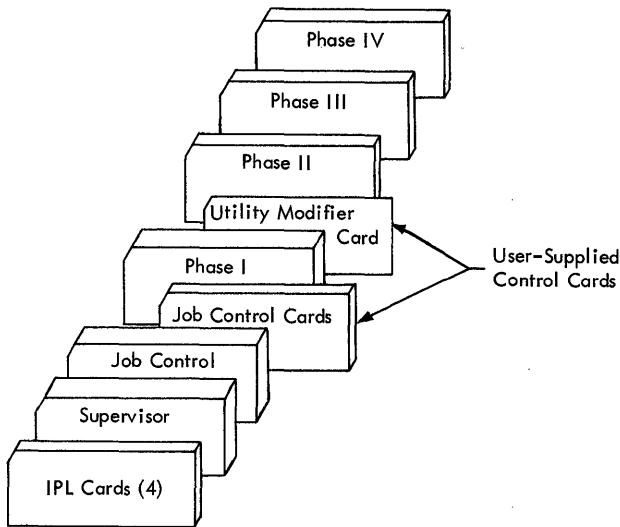 Phase IV
Phase III
Phase II
Utility Modifier
Card
User-Supplied
Control Cards
Phase I
Job Control Cards
Job Control
Supervisor
IPL Cards (4)